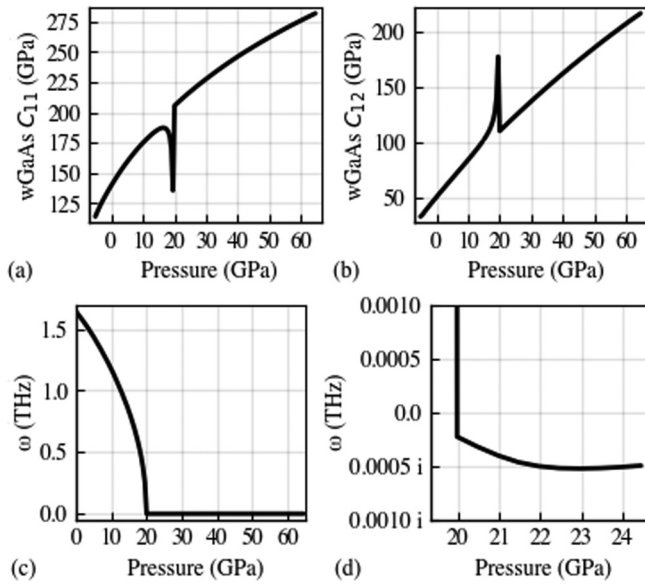 275
250
225
200
175
150
125
wGaAs C₁₁ (GPa)
0 10 20 30 40 50 60
(a) Pressure (GPa)
200
150
100
50
wGaAs C₁₂ (GPa)
0 10 20 30 40 50 60
(b) Pressure (GPa)
1.5
1.0
0.5
0.0
ω (THz)
0 10 20 30 40 50 60
(c) Pressure (GPa)
0.0010
0.0005
0.0
0.0005 i
0.0010 i
ω (THz)
20 21 22 23 24
(d) Pressure (GPa)